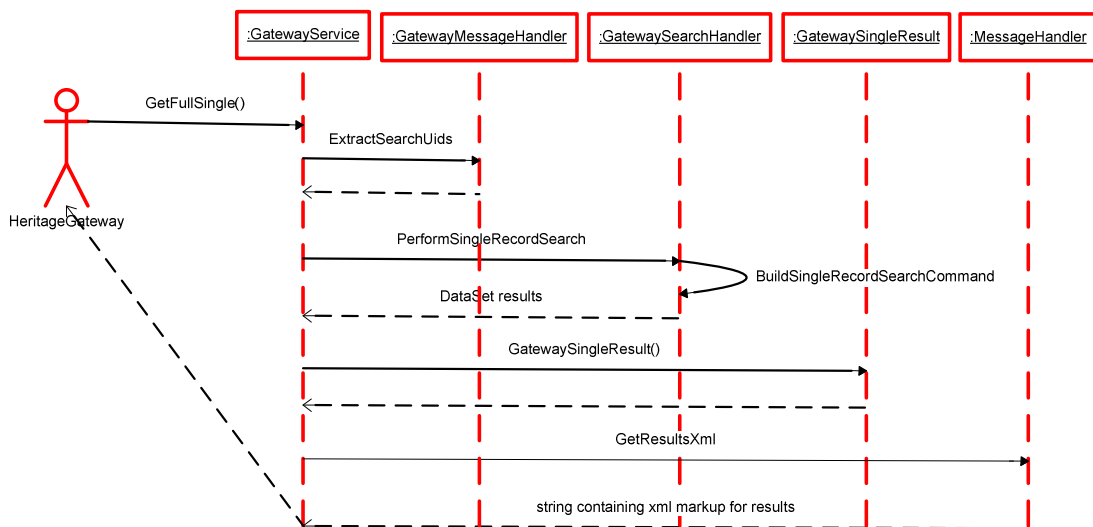 :GatewayService
:GatewayMessageHandler
:GatewaySearchHandler
:GatewaySingleResult
:MessageHandler
GetFullSingle()
ExtractSearchUids
HeritageGateway
PerformSingleRecordSearch
BuildSingleRecordSearchCommand
DataSet results
GatewaySingleResult()
GetResultsXml
string containing xml markup for results